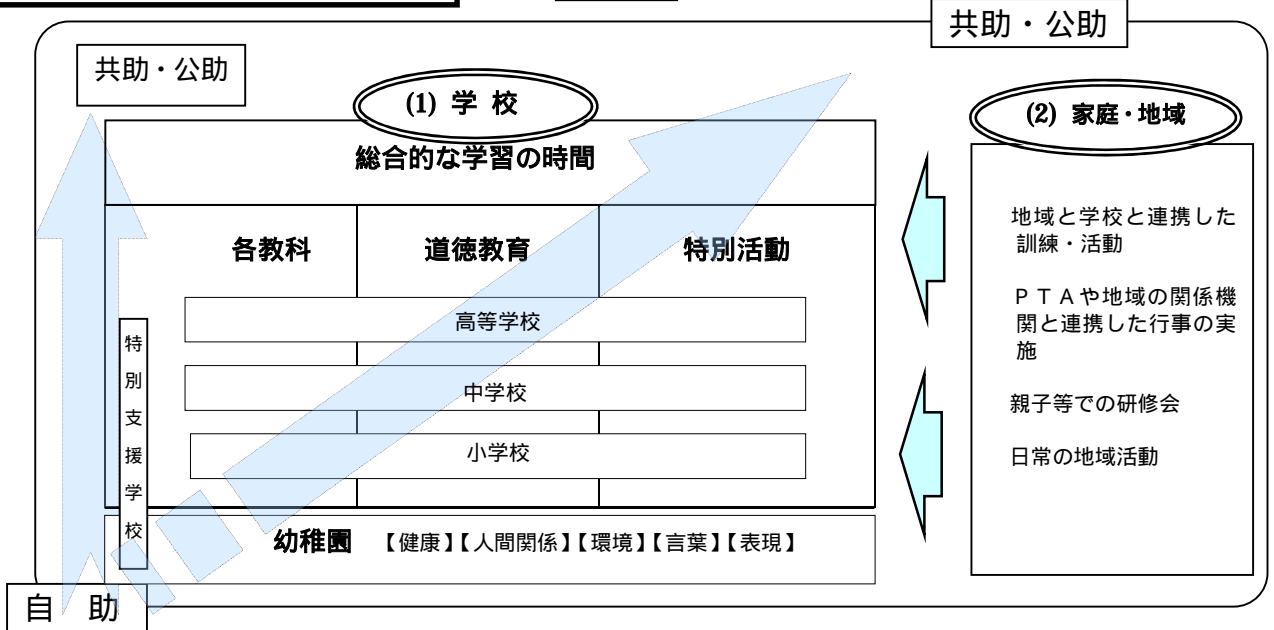 共助・公助
共助・公助
(1) 学 校
総合的な学習の時間
各教科
道徳教育
特別活動
高等学校
中学校
小学校
特別支援学校
幼稚園 【健康】【人間関係】【環境】【言葉】【表現】
自 助
(2) 家庭・地域
地域と学校と連携した
訓練・活動
ＰＴＡや地域の関係機
関と連携した行事の実
施
親子等での研修会
日常の地域活動